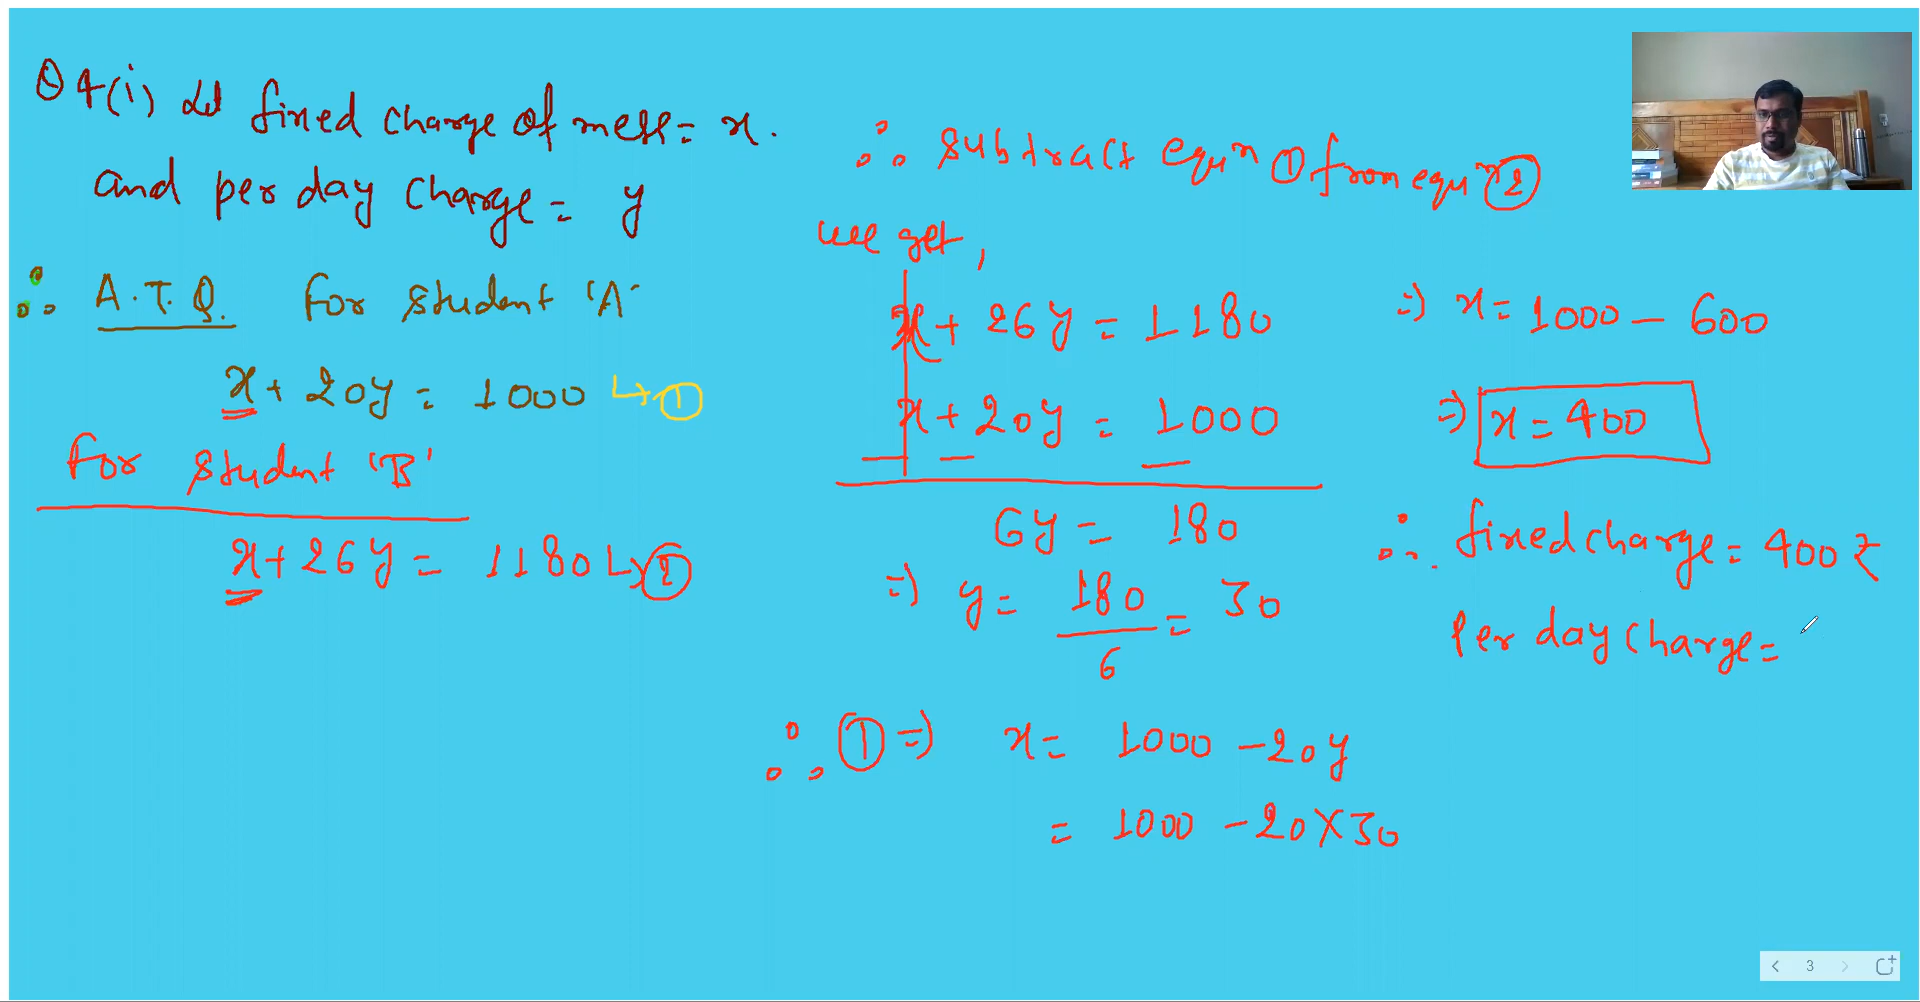 Q4(i) Let fixed charge of mess = x.
and per day charge = y
∴ A.T.Q. For student 'A'
x + 20y = 1000 ↳ ①
For student 'B'
x + 26y = 1180 ↳ ②
∴ subtract equn ① from equn ②
we get,
x + 26y = 1180
x + 20y = 1000
— — —
6y = 180
⇒ y = 180/6 = 30
∴ ① ⇒ x = 1000 - 20y
= 1000 - 20 × 30
⇒ x = 1000 - 600
⇒ x = 400
∴ fixed charge = 400 ₹
Per day charge =
3